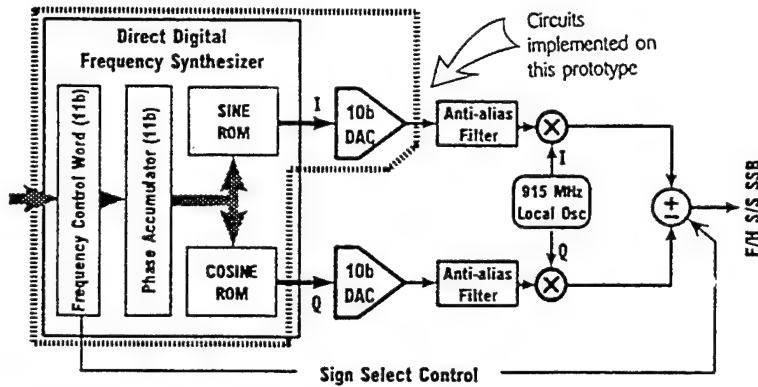 Direct Digital
Frequency Synthesizer
Circuits
implemented on
this prototype
Frequency Control Word (11b)
Phase Accumulator (11b)
SINE
ROM
I
10b
DAC
Anti-alias
Filter
I
915 MHz
Local Osc
Q
COSINE
ROM
Q
10b
DAC
Anti-alias
Filter
±
F/H S/S SSB
Sign Select Control